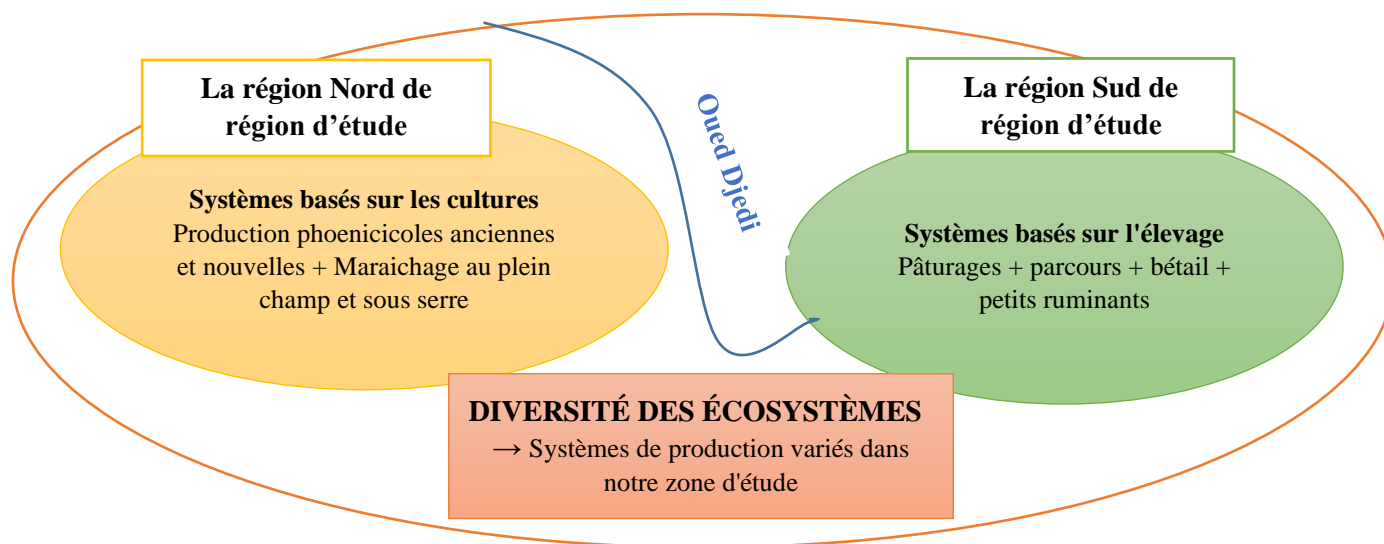 La région Nord de
région d'étude
Systèmes basés sur les cultures
Production phoenicicoles anciennes
et nouvelles + Maraichage au plein
champ et sous serre
Oued Djedi
La région Sud de
région d'étude
Systèmes basés sur l'élevage
Pâturages + parcours + bétail +
petits ruminants
DIVERSITÉ DES ÉCOSYSTÈMES
→ Systèmes de production variés dans
notre zone d'étude